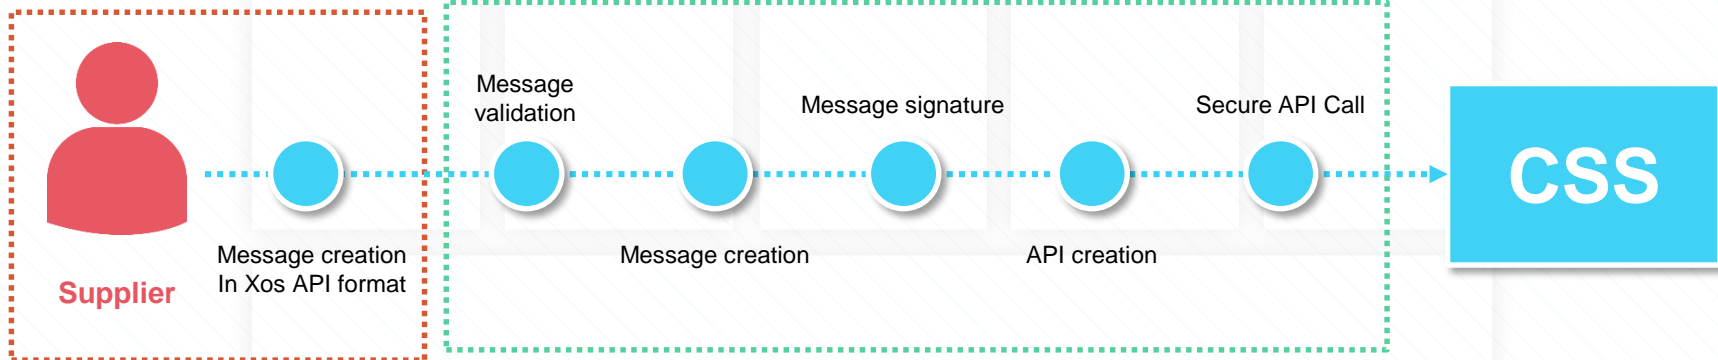 Supplier
Message creation
In Xos API format
Message
validation
Message creation
Message signature
API creation
Secure API Call
CSS